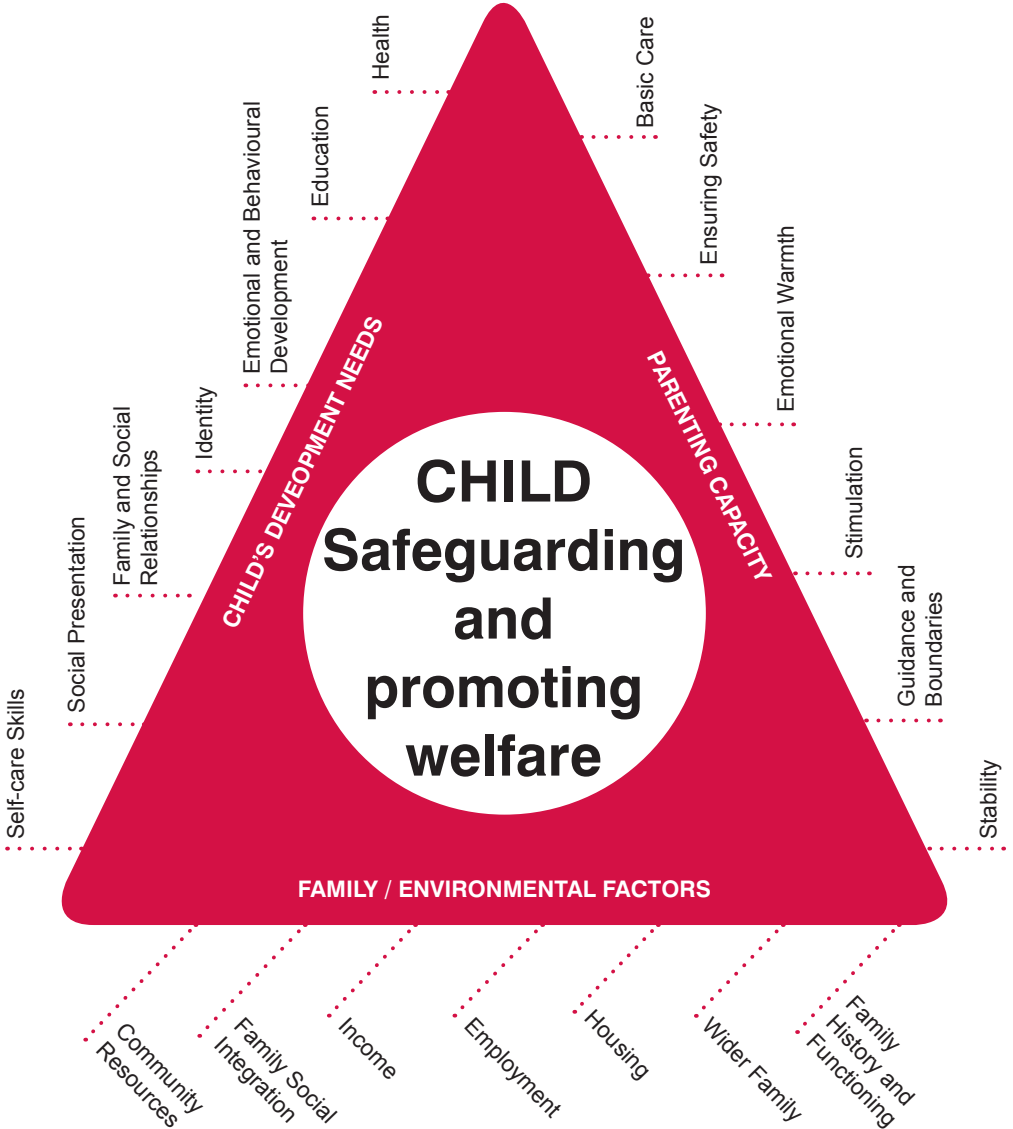 Health
Education
Emotional and Behavioural
Development
Identity
Family and Social
Relationships
Social Presentation
Self-care Skills
CHILD'S DEVEOPMENT NEEDS
Basic Care
Ensuring Safety
Emotional Warmth
Stimulation
Guidance and
Boundaries
Stability
PARENTING CAPACITY
CHILD
Safeguarding
and
promoting
welfare
FAMILY / ENVIRONMENTAL FACTORS
Community
Resources
Family Social
Integration
Income
Employment
Housing
Wider Family
Family
History and
Functioning